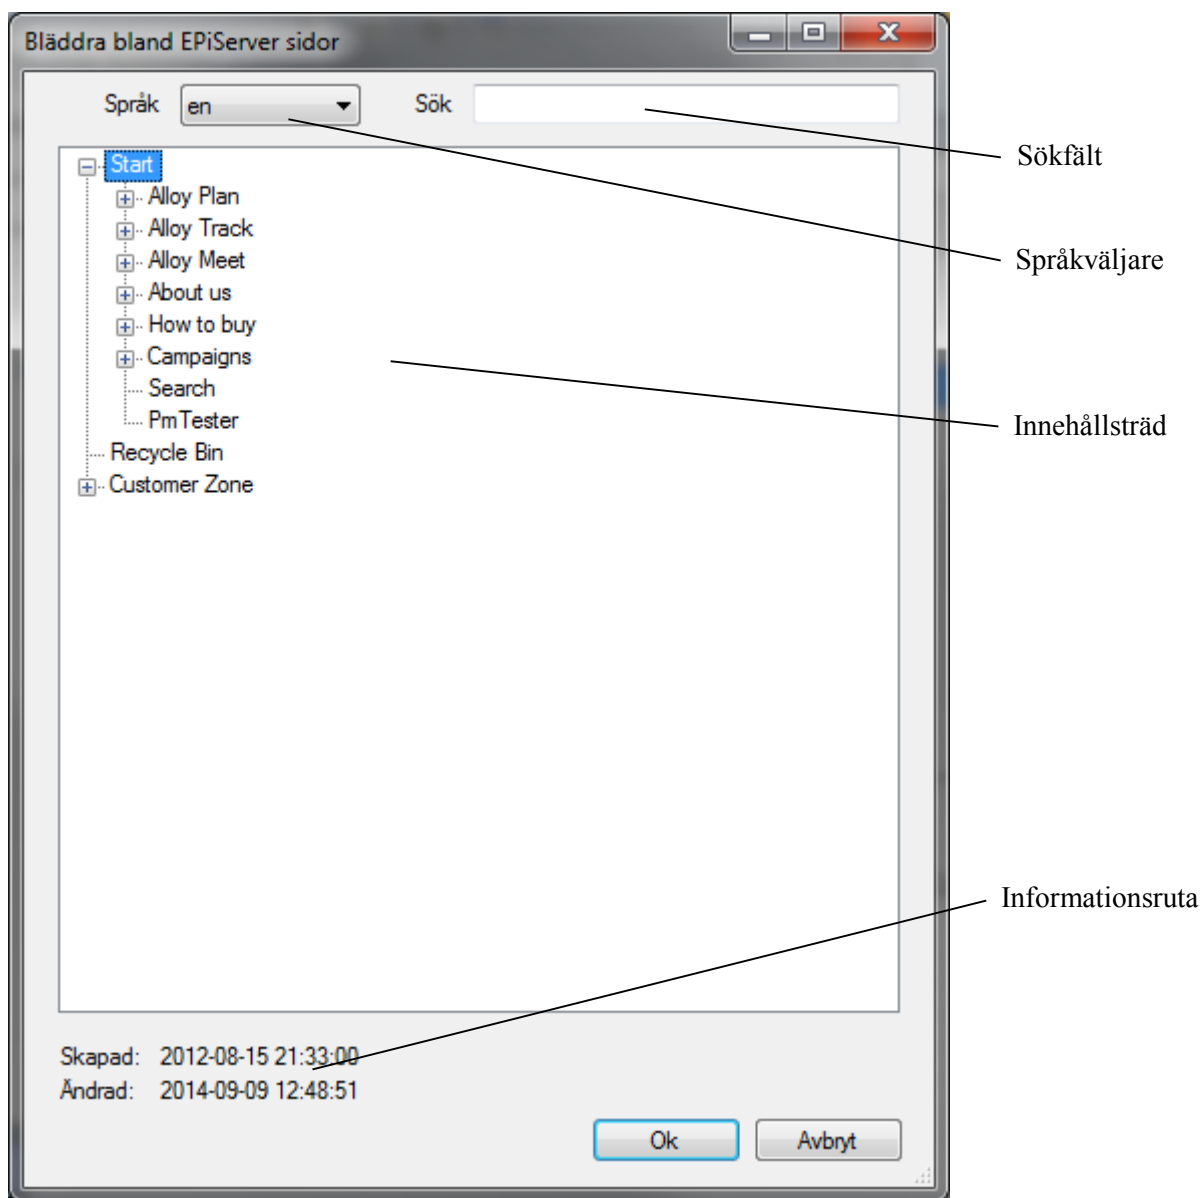 Bläddra bland EPiServer sidor
Språk en Sök
Sökfält
Start
Alloy Plan
Alloy Track
Alloy Meet
Språkväljare
About us
How to buy
Campaigns
Search
PmTester
Innehållsträd
Recycle Bin
Customer Zone
Informationsruta
Skapad: 2012-08-15 21:33:00
Ändrad: 2014-09-09 12:48:51
Ok Avbryt